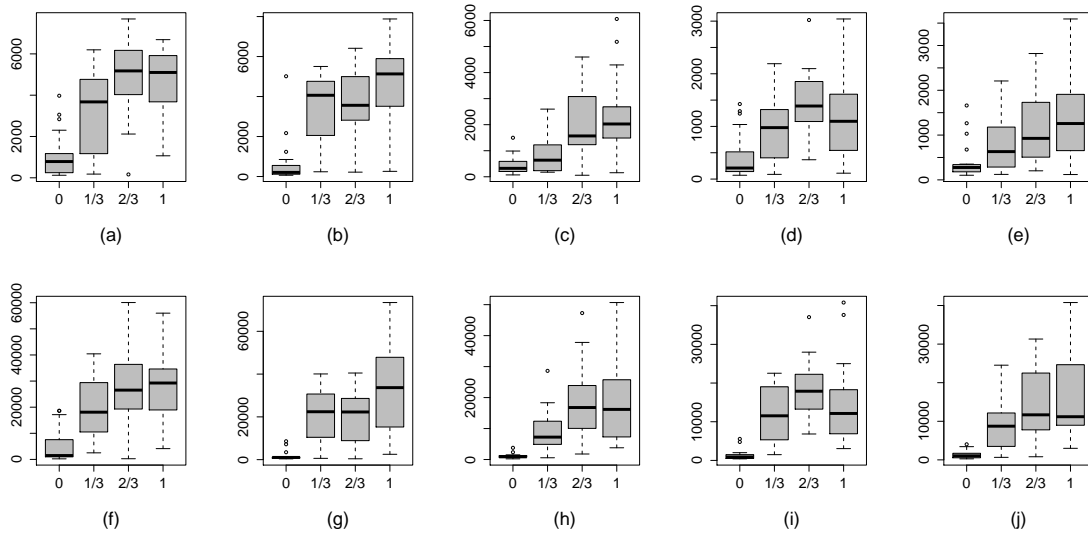 0 2000 6000
0 1/3 2/3 1
(a)
0 2000 6000
0 1/3 2/3 1
(b)
0 2000 4000 6000
0 1/3 2/3 1
(c)
0 1000 2000 3000
0 1/3 2/3 1
(d)
0 1000 2000 3000
0 1/3 2/3 1
(e)
0 20000 40000 60000
0 1/3 2/3 1
(f)
0 20000 60000
0 1/3 2/3 1
(g)
0 20000 40000
0 1/3 2/3 1
(h)
0 10000 30000
0 1/3 2/3 1
(i)
0 10000 30000
0 1/3 2/3 1
(j)